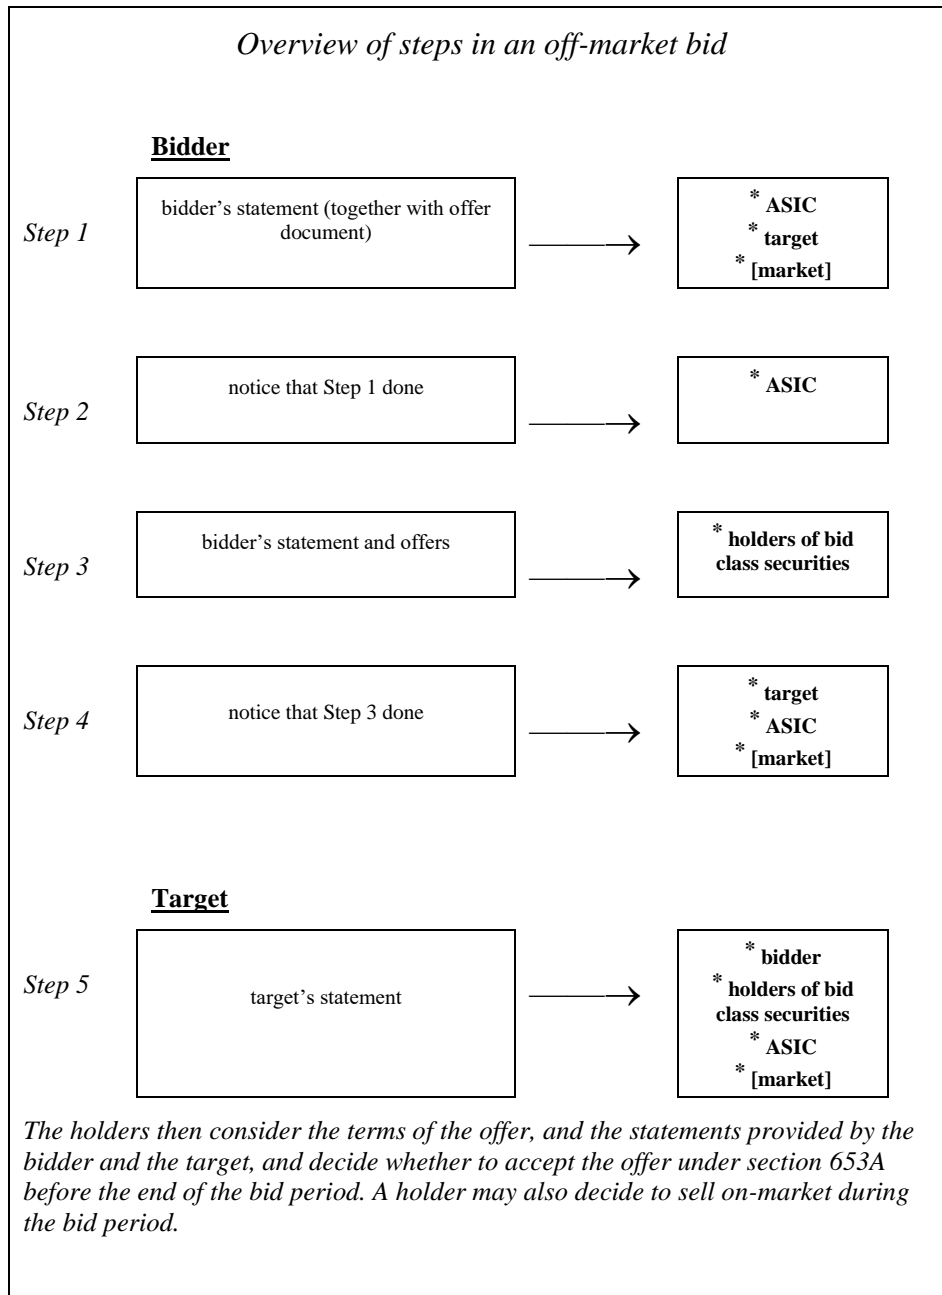 Overview of steps in an off-market bid
Bidder
Step 1
bidder’s statement (together with offer
document)
* ASIC
* target
* [market]
Step 2
notice that Step 1 done
* ASIC
Step 3
bidder’s statement and offers
* holders of bid
class securities
Step 4
notice that Step 3 done
* target
* ASIC
* [market]
Target
Step 5
target’s statement
* bidder
* holders of bid
class securities
* ASIC
* [market]
The holders then consider the terms of the offer, and the statements provided by the
bidder and the target, and decide whether to accept the offer under section 653A
before the end of the bid period. A holder may also decide to sell on-market during
the bid period.